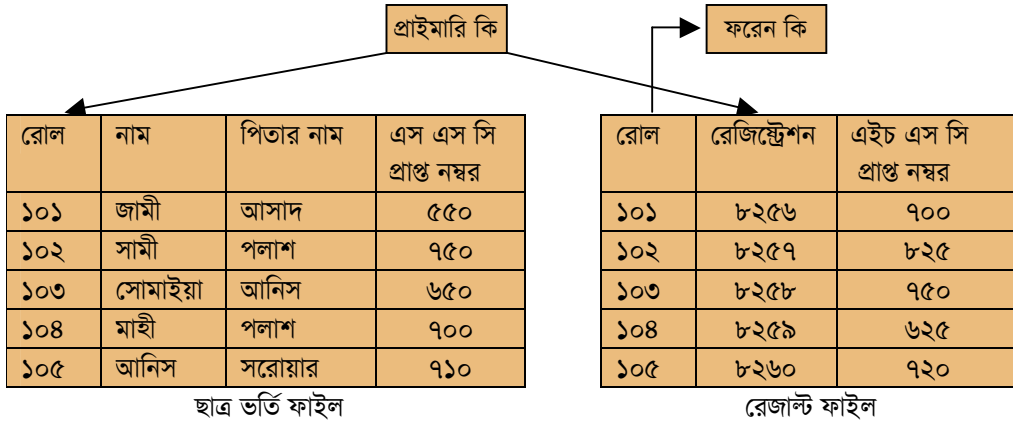 প্রাইমারি কি
ফরেন কি
রোল নাম পিতার নাম এস এস সি প্রাপ্ত নম্বর
১০১ জামী আসাদ ৫৫০
১০২ সামী পলাশ ৭৫০
১০৩ সোমাইয়া আনিস ৬৫০
১০৪ মাহী পলাশ ৭০০
১০৫ আনিস সরোয়ার ৭১০
ছাত্র ভর্তি ফাইল
রোল রেজিষ্ট্রেশন এইচ এস সি প্রাপ্ত নম্বর
১০১ ৮২৫৬ ৭০০
১০২ ৮২৫৭ ৮২৫
১০৩ ৮২৫৮ ৭৫০
১০৪ ৮২৫৯ ৬২৫
১০৫ ৮২৬০ ৭২০
রেজাল্ট ফাইল